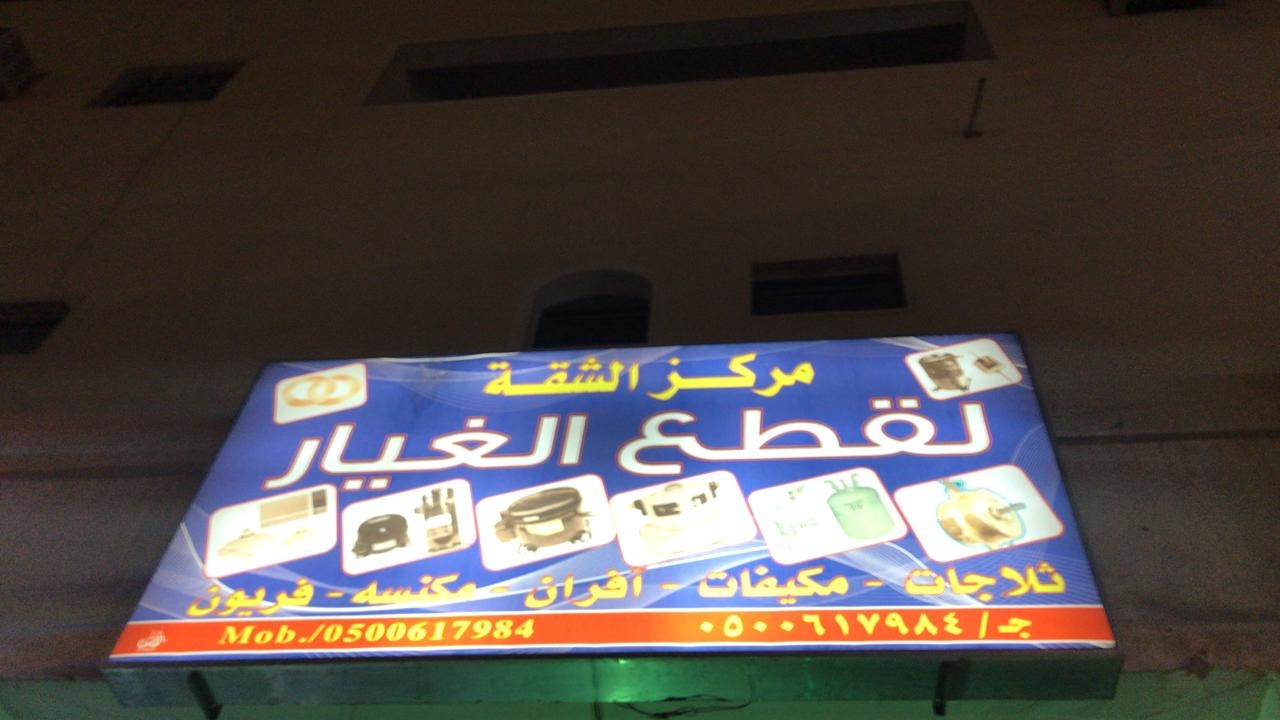 مركز الشقة
لقطع الغيار
ثلاجات - مكيفات - أفران - مكنسه - فريون
جـ / ٠٥٠٠٦١٧٩٨٤
Mob./0500617984